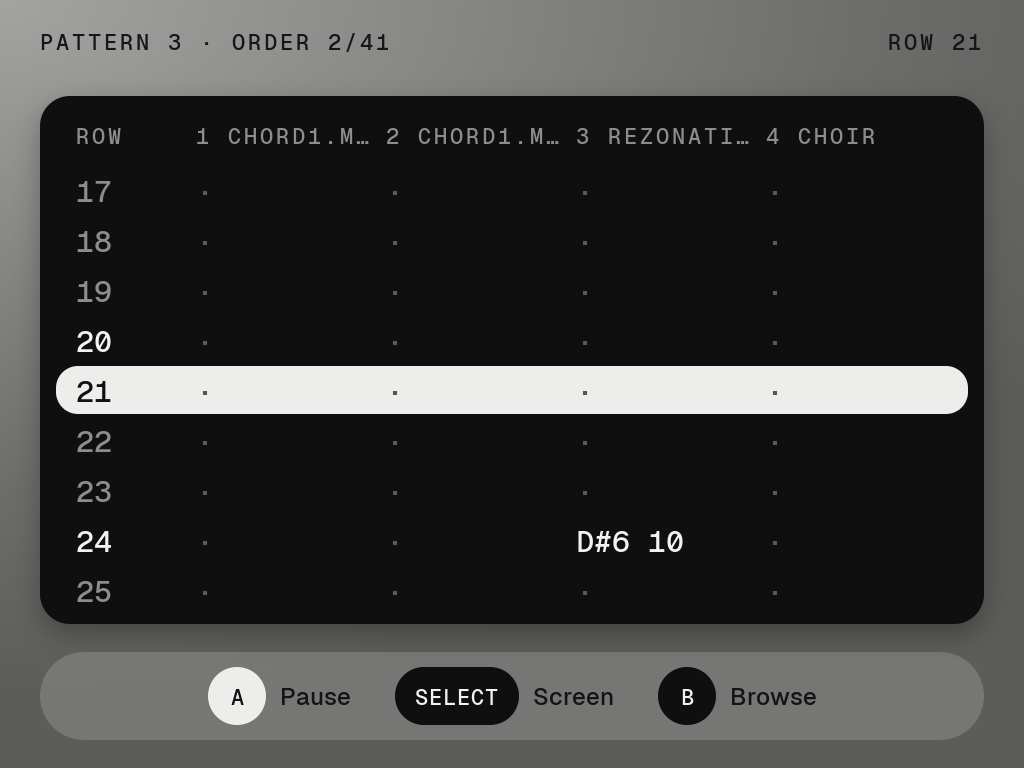 PATTERN 3 · ORDER 2/41 ROW 21
ROW 1 CHORD1.M… 2 CHORD1.M… 3 REZONATI… 4 CHOIR
17 · · · ·
18 · · · ·
19 · · · ·
20 · · · ·
21 · · · ·
22 · · · ·
23 · · · ·
24 · · D#6 10 ·
25 · · · ·
A Pause SELECT Screen B Browse